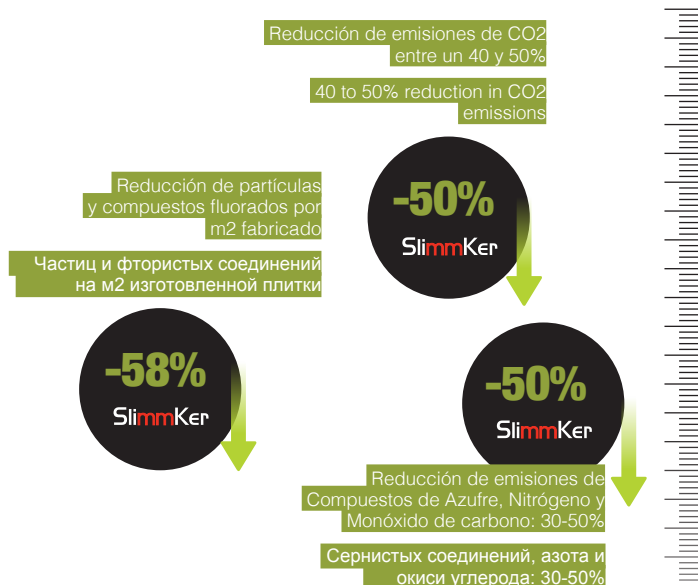 Reducción de emisiones de CO2
entre un 40 y 50%
40 to 50% reduction in CO2
emissions
-50%
SlimmKer
Reducción de partículas
y compuestos fluorados por
m2 fabricado
Частиц и фтористых соединений
на м2 изготовленной плитки
-58%
SlimmKer
-50%
SlimmKer
Reducción de emisiones de
Compuestos de Azufre, Nitrógeno y
Monóxido de carbono: 30-50%
Сернистых соединений, азота и
окиси углерода: 30-50%